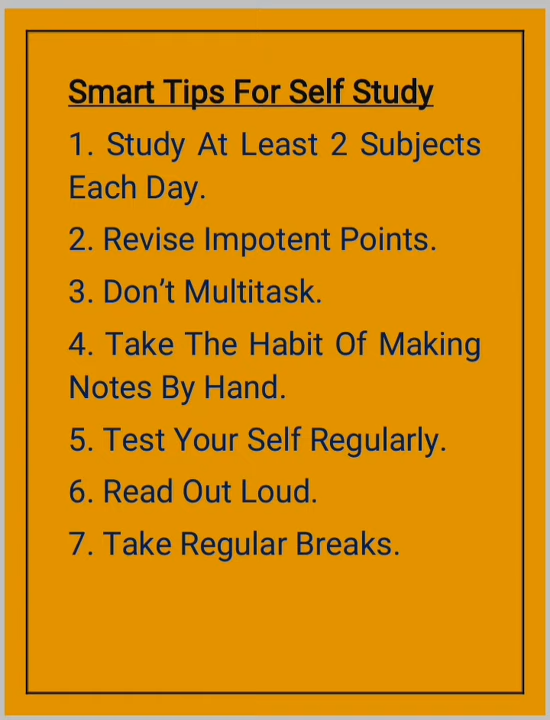 Smart Tips For Self Study
1. Study At Least 2 Subjects
Each Day.
2. Revise Impotent Points.
3. Don’t Multitask.
4. Take The Habit Of Making
Notes By Hand.
5. Test Your Self Regularly.
6. Read Out Loud.
7. Take Regular Breaks.